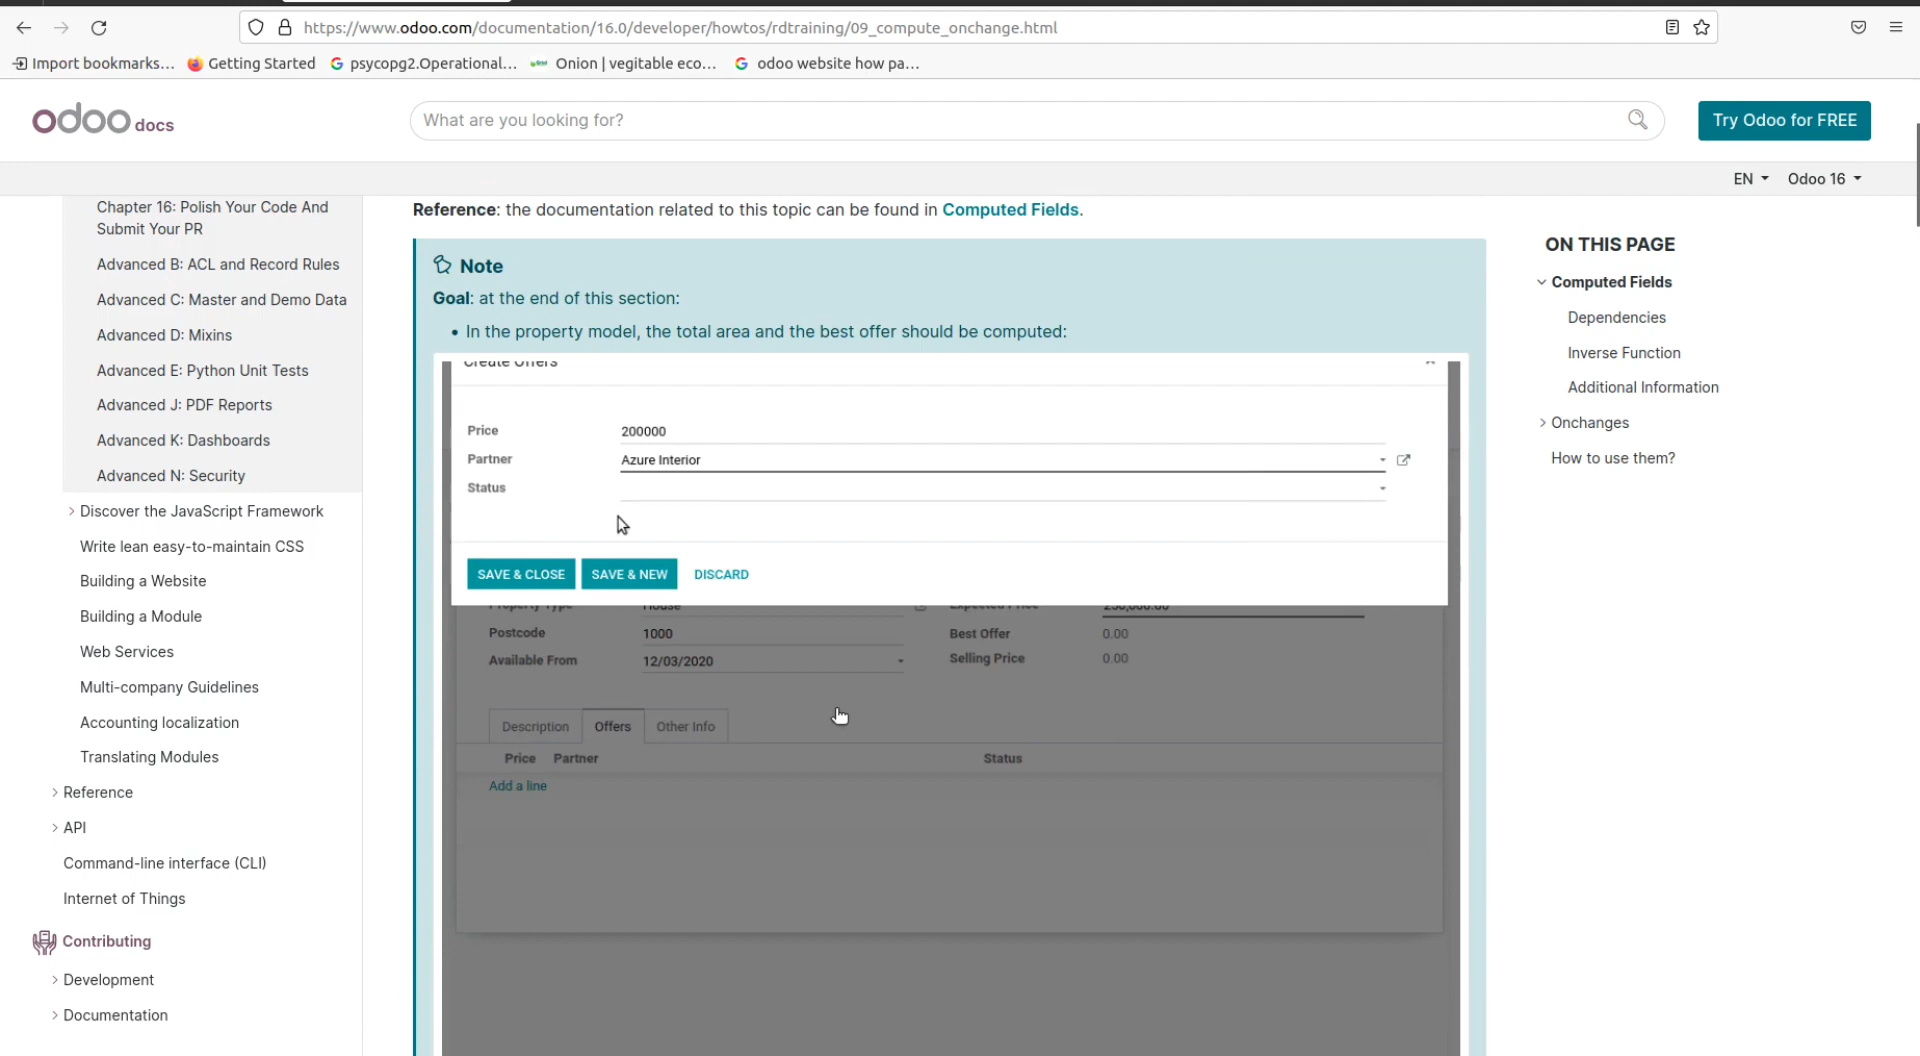 https://www.odoo.com/documentation/16.0/developer/howtos/rdtraining/09_compute_onchange.html
Import bookmarks... Getting Started psycopg2.Operational... Onion | vegitable eco... odoo website how pa...
odoo docs
What are you looking for?
Try Odoo for FREE
EN Odoo 16
Chapter 16: Polish Your Code And
Submit Your PR
Advanced B: ACL and Record Rules
Advanced C: Master and Demo Data
Advanced D: Mixins
Advanced E: Python Unit Tests
Advanced J: PDF Reports
Advanced K: Dashboards
Advanced N: Security
Discover the JavaScript Framework
Write lean easy-to-maintain CSS
Building a Website
Building a Module
Web Services
Multi-company Guidelines
Accounting localization
Translating Modules
Reference
API
Command-line interface (CLI)
Internet of Things
Contributing
Development
Documentation
Reference: the documentation related to this topic can be found in Computed Fields.
Note
Goal: at the end of this section:
• In the property model, the total area and the best offer should be computed:
Create Offers
Price 200000
Partner Azure Interior
Status
SAVE & CLOSE SAVE & NEW DISCARD
Property Type House Expected Price 250,000.00
Postcode 1000 Best Offer 0.00
Available From 12/03/2020 Selling Price 0.00
Description Offers Other Info
Price Partner Status
Add a line
ON THIS PAGE
Computed Fields
Dependencies
Inverse Function
Additional Information
Onchanges
How to use them?